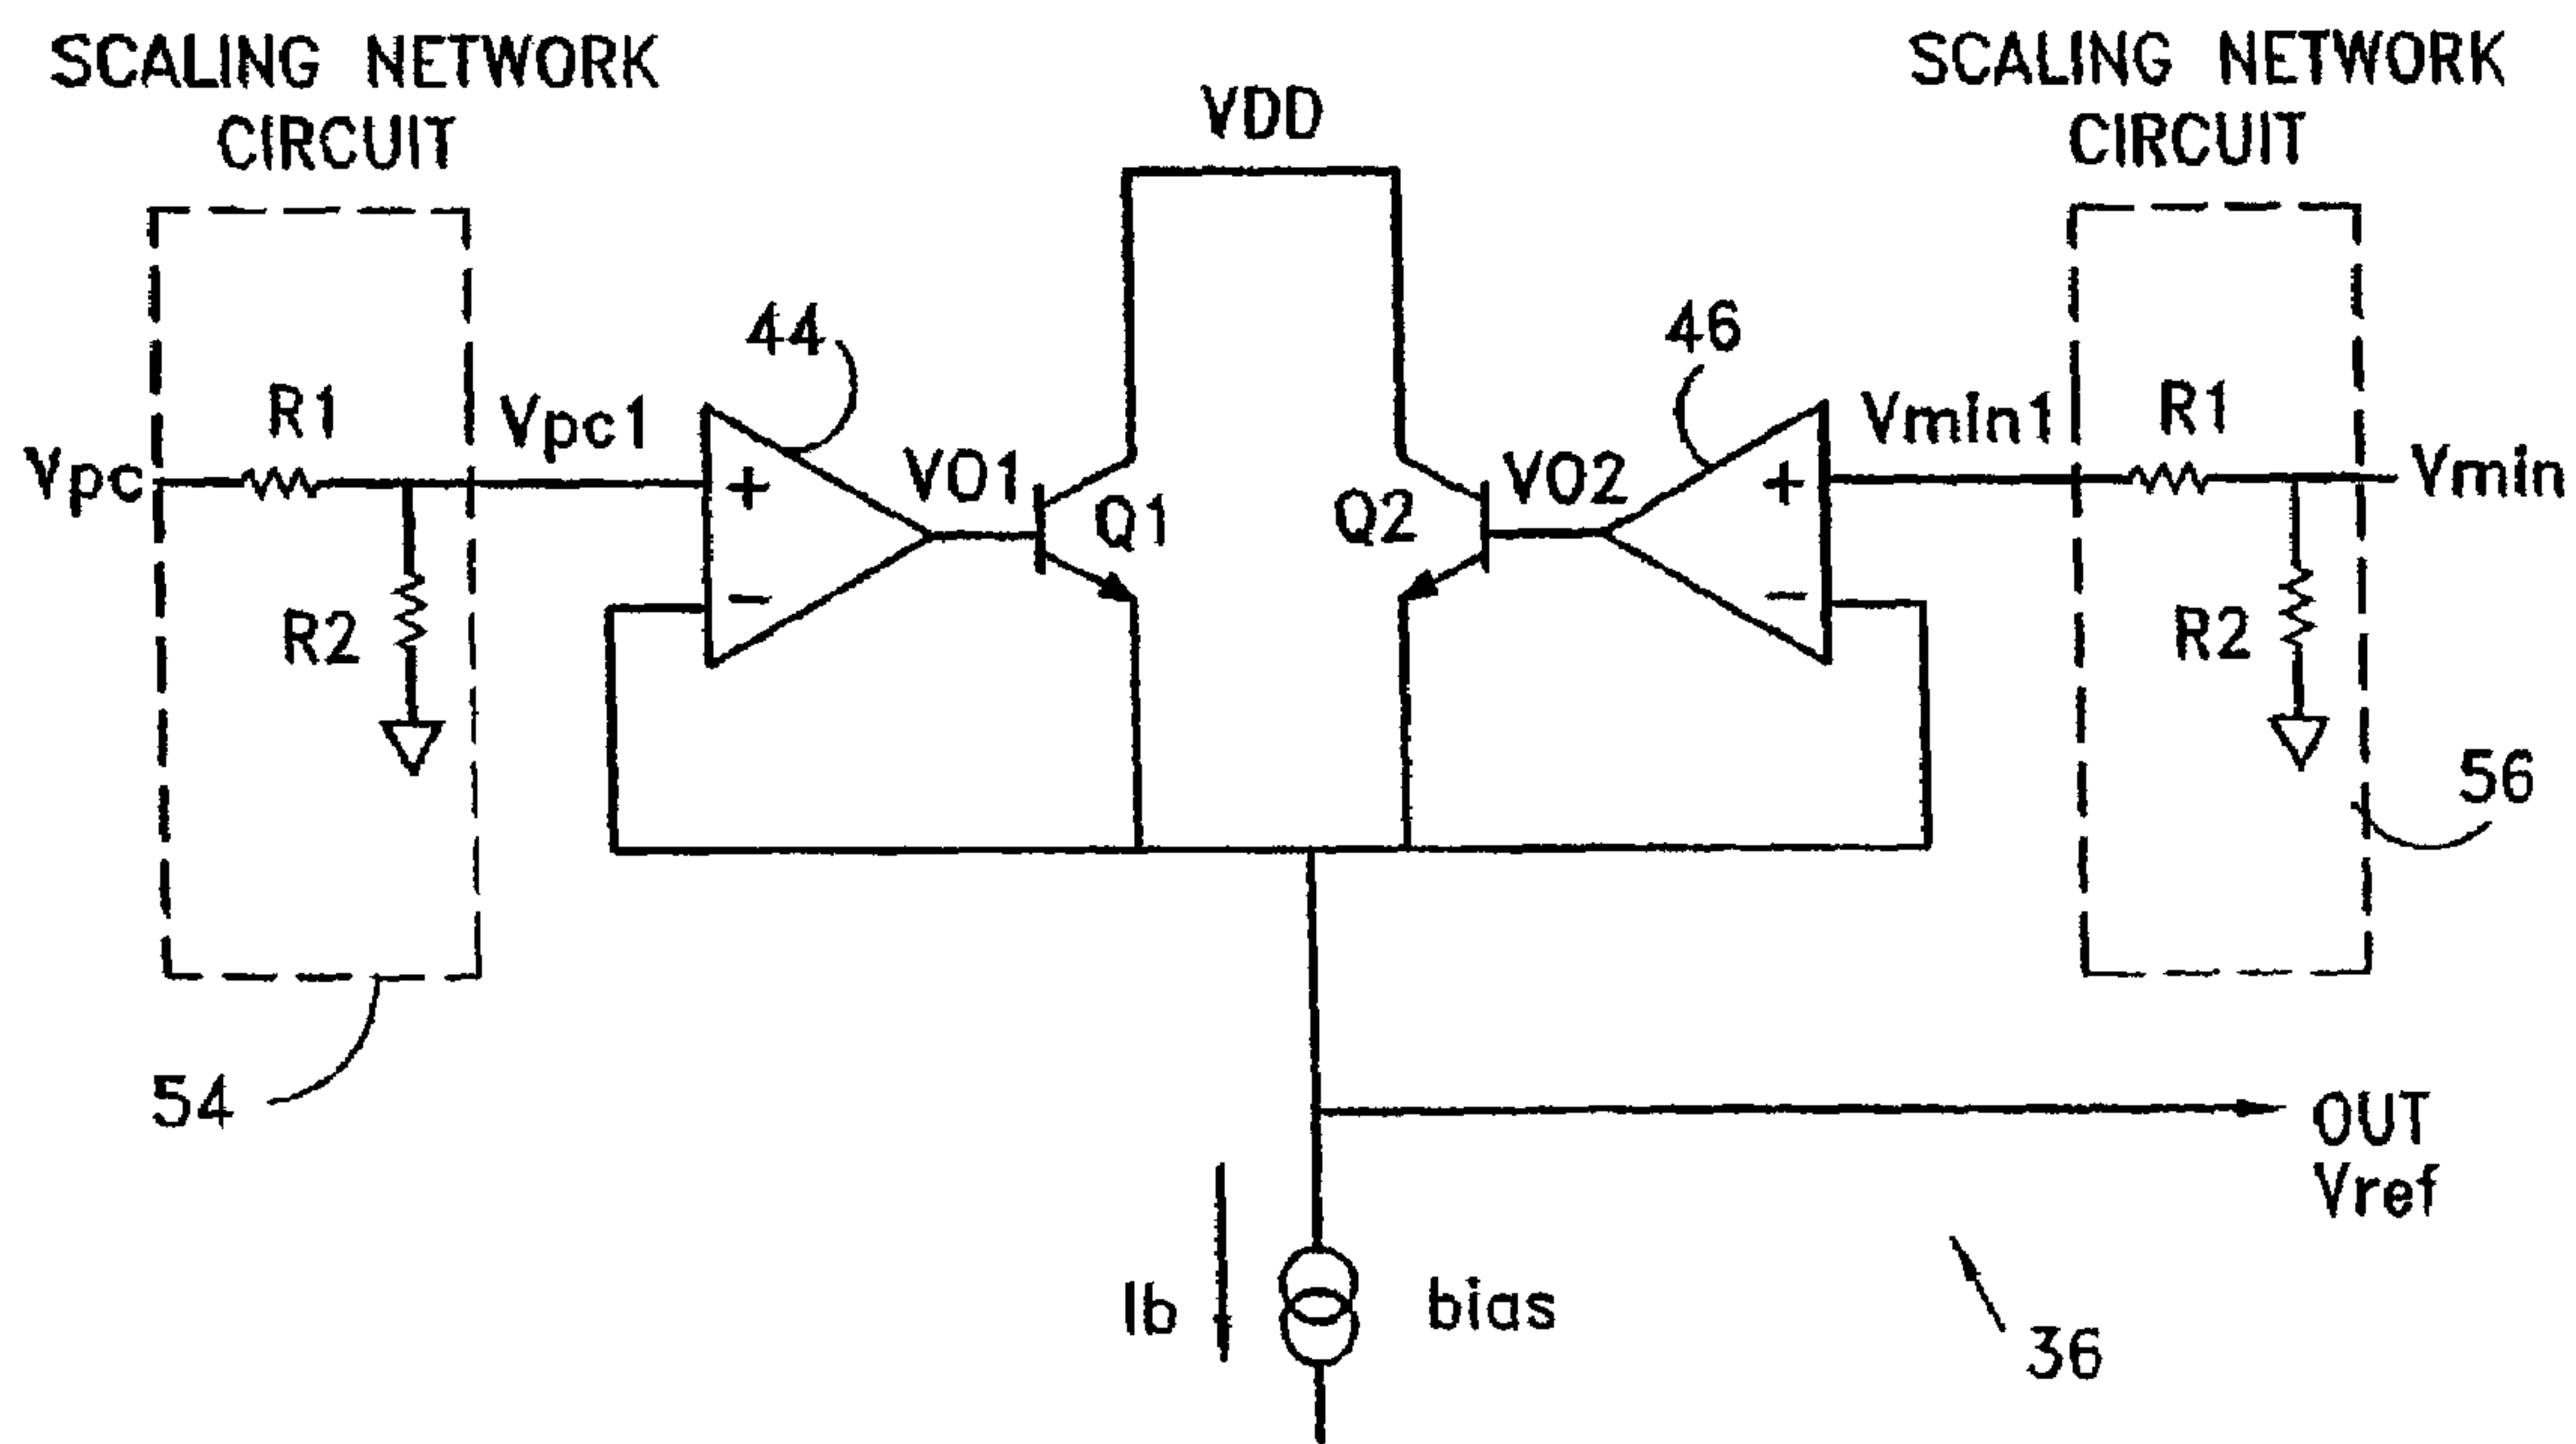 SCALING NETWORK
CIRCUIT
SCALING NETWORK
CIRCUIT
VDD
44
46
R1
Vpc1
Vpc
+
VO1
Q1
Q2
VO2
+
Vmin1
R1
Vmin
R2
−
−
R2
56
54
OUT
Vref
Ib
bias
36